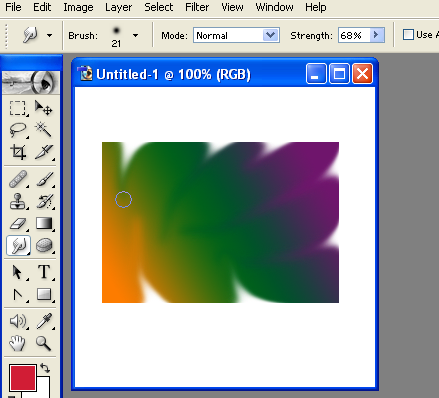 File Edit Image Layer Select Filter View Window Help
Brush: 21 Mode: Normal Strength: 68% Use A
Untitled-1 @ 100% (RGB)
T